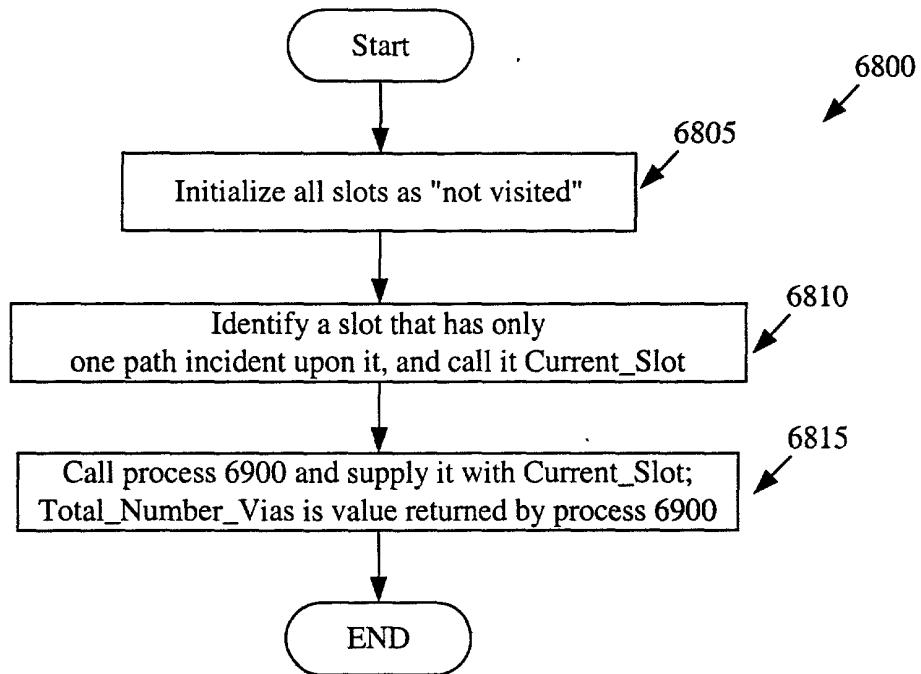 Start
6800
6805
Initialize all slots as "not visited"
6810
Identify a slot that has only
one path incident upon it, and call it Current_Slot
6815
Call process 6900 and supply it with Current_Slot;
Total_Number_Vias is value returned by process 6900
END